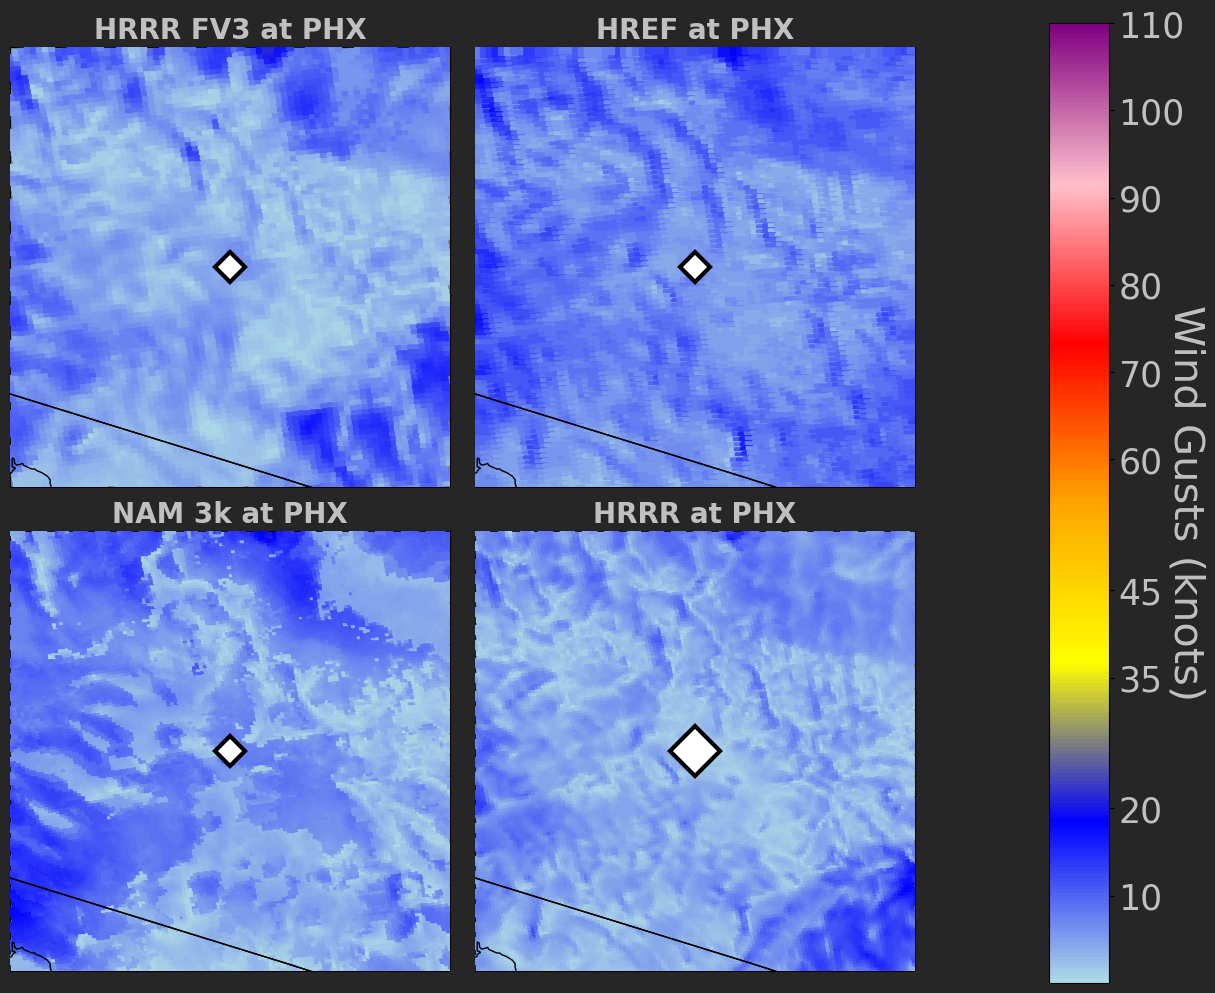 HRRR FV3 at PHX
HREF at PHX
NAM 3k at PHX
HRRR at PHX
110
100
90
80
70
60
45
35
20
10
Wind Gusts (knots)